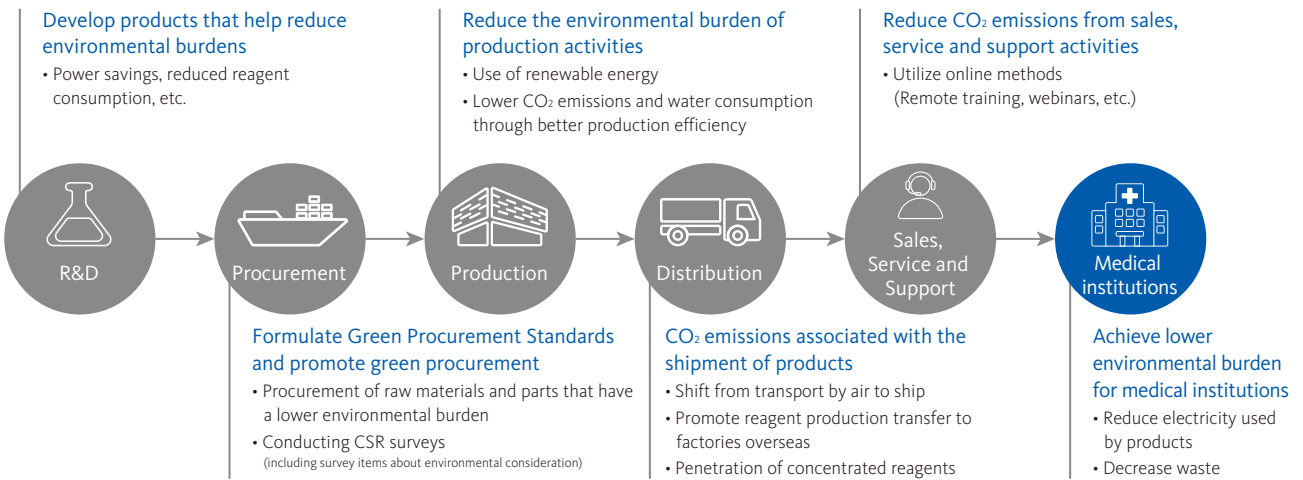 Develop products that help reduce
environmental burdens
• Power savings, reduced reagent
consumption, etc.
Reduce the environmental burden of
production activities
• Use of renewable energy
• Lower CO₂ emissions and water consumption
through better production efficiency
Reduce CO₂ emissions from sales,
service and support activities
• Utilize online methods
(Remote training, webinars, etc.)
R&D
Procurement
Production
Distribution
Sales,
Service and
Support
Medical
institutions
Formulate Green Procurement Standards
and promote green procurement
• Procurement of raw materials and parts that have
a lower environmental burden
• Conducting CSR surveys
(including survey items about environmental consideration)
CO₂ emissions associated with the
shipment of products
• Shift from transport by air to ship
• Promote reagent production transfer to
factories overseas
• Penetration of concentrated reagents
Achieve lower
environmental burden
for medical institutions
• Reduce electricity used
by products
• Decrease waste